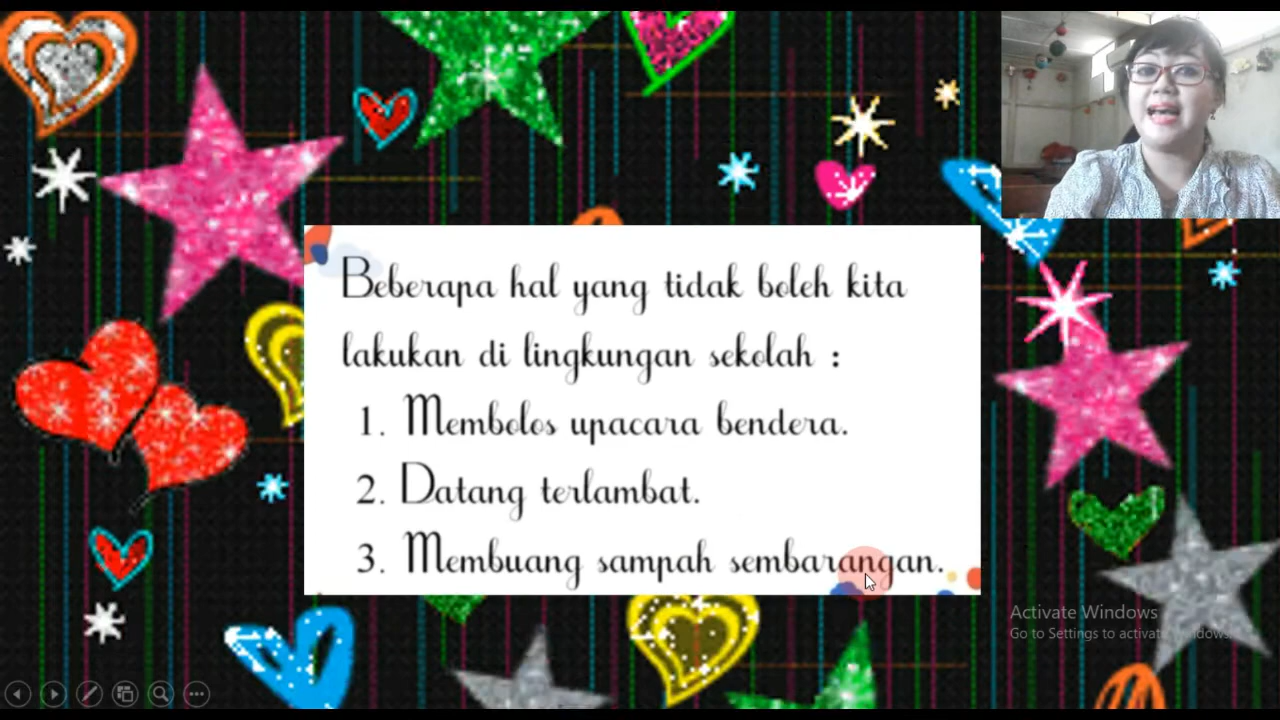 Beberapa hal yang tidak boleh kita
lakukan di lingkungan sekolah :
1. Membolos upacara bendera.
2. Datang terlambat.
3. Membuang sampah sembarangan.
Activate Windows
Go to Settings to activate Windows.